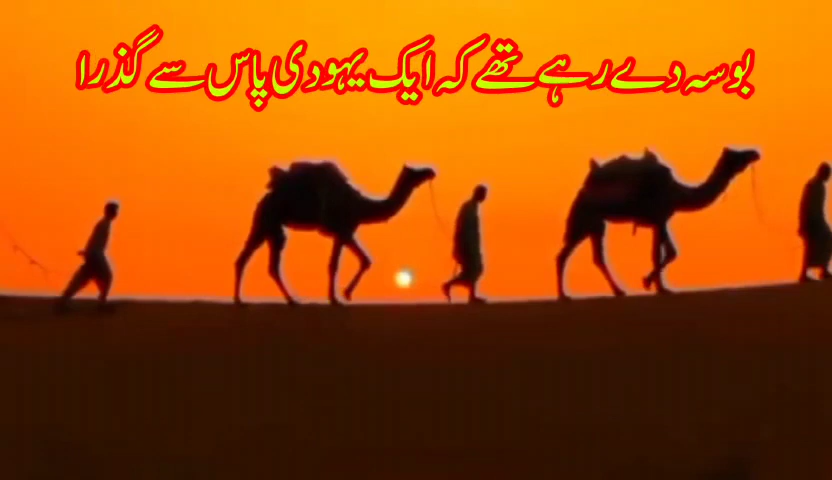 بوسہ دے رہے تھے کہ ایک یہودی پاس سے گذرا